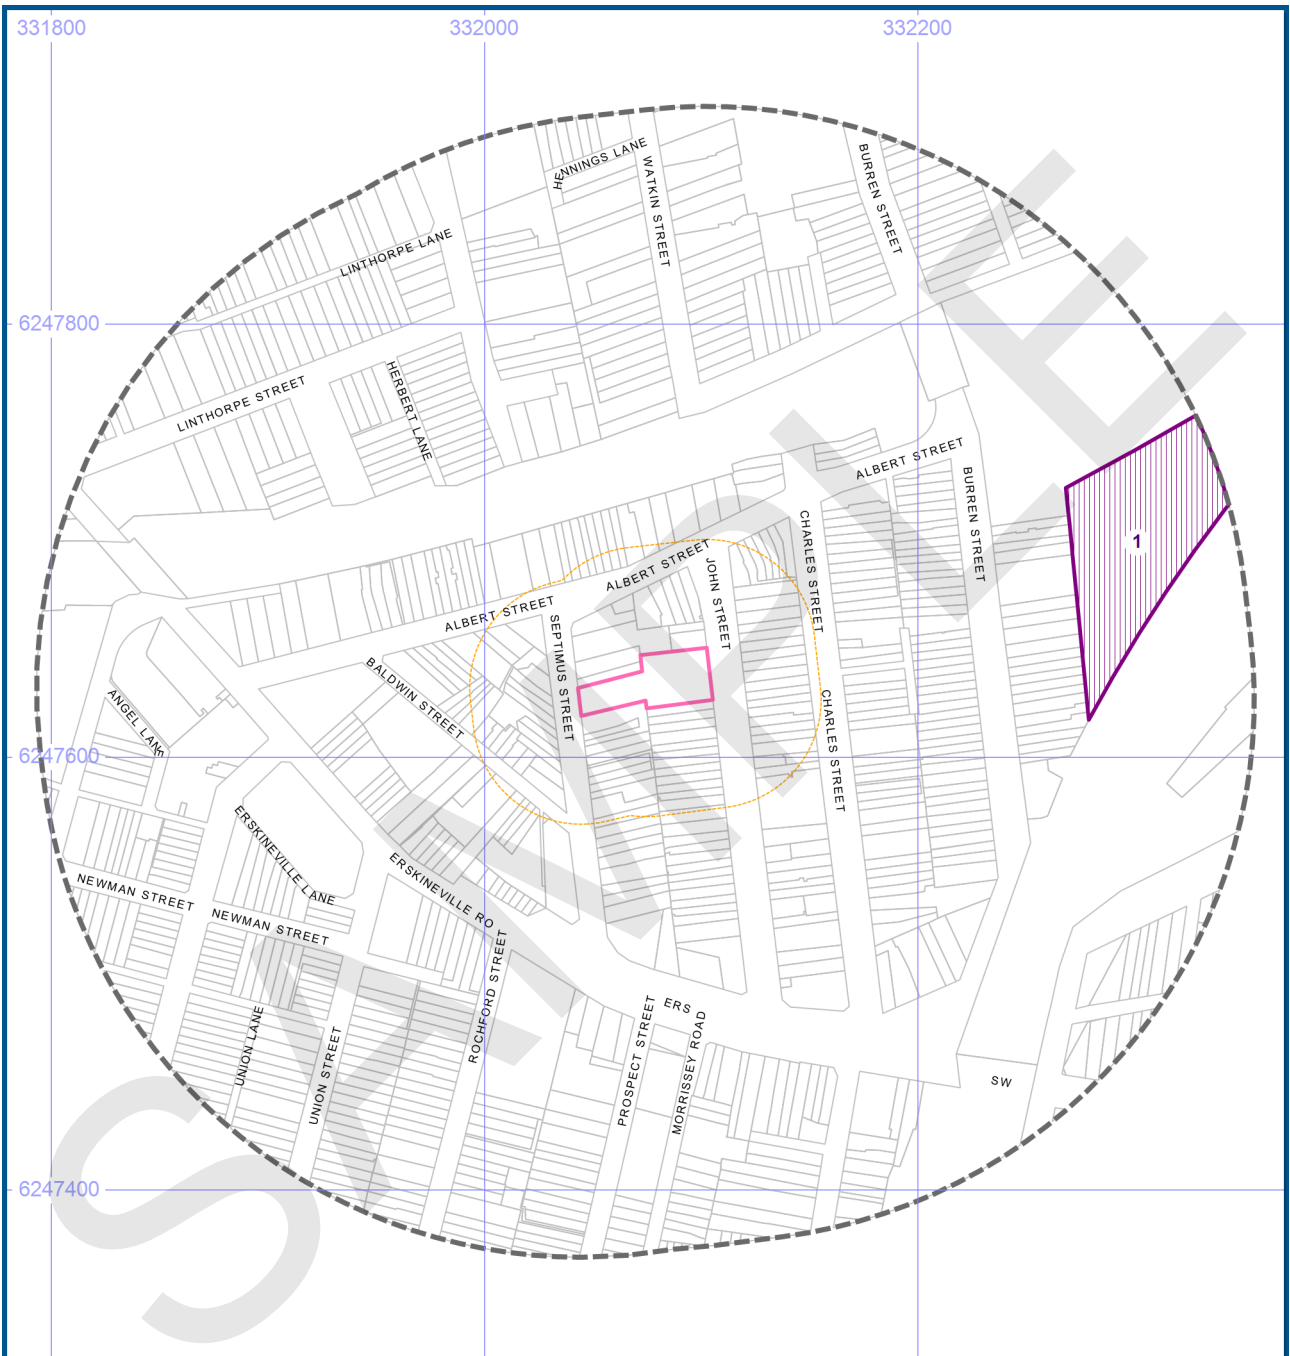 331800
332000
332200
HENNINGS LANE
WATKIN STREET
BURREN STREET
LINTHORPE LANE
6247800
HERBERT LANE
LINTHORPE STREET
ALBERT STREET
BURREN STREET
CHARLES STREET
1
ALBERT STREET
JOHN STREET
ALBERT STREET
SEPTIMUS STREET
BALDWIN STREET
ANGEL LANE
CHARLES STREET
6247600
ERSKINEVILLE LANE
ERSKINEVILLE RO
NEWMAN STREET
NEWMAN STREET
ROCHFORD STREET
PROSPECT STREET
ERS
MORRISSEY ROAD
UNION LANE
UNION STREET
SW
6247400
SAMPLE